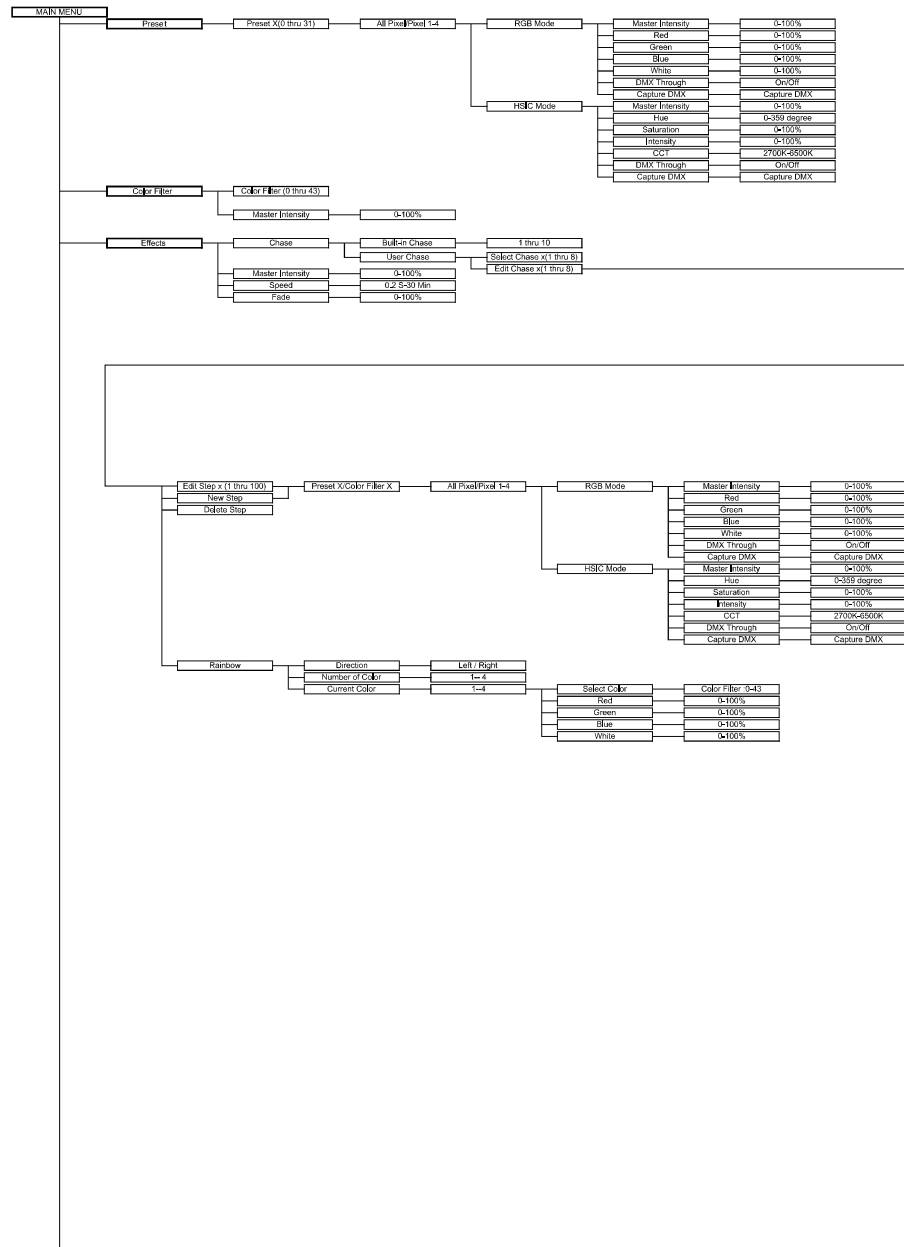 MAIN MENU
Preset Preset X(0 thru 31) All Pixel/Pixel 1-4 RGB Mode Master Intensity 0-100%
Red 0-100%
Green 0-100%
Blue 0-100%
White 0-100%
DMX Through On/Off
Capture DMX Capture DMX
HSIC Mode Master Intensity 0-100%
Hue 0-359 degree
Saturation 0-100%
Intensity 0-100%
CCT 2700K-6500K
DMX Through On/Off
Capture DMX Capture DMX
Color Filter Color Filter (0 thru 43)
Master Intensity 0-100%
Effects Chase Built-in Chase 1 thru 10
User Chase Select Chase x(1 thru 8)
Edit Chase x(1 thru 8)
Master Intensity 0-100%
Speed 0.2 S-30 Min
Fade 0-100%
Edit Step x (1 thru 100) Preset X/Color Filter X All Pixel/Pixel 1-4 RGB Mode Master Intensity 0-100%
New Step Red 0-100%
Delete Step Green 0-100%
Blue 0-100%
White 0-100%
DMX Through On/Off
Capture DMX Capture DMX
HSIC Mode Master Intensity 0-100%
Hue 0-359 degree
Saturation 0-100%
Intensity 0-100%
CCT 2700K-6500K
DMX Through On/Off
Capture DMX Capture DMX
Rainbow Direction Left / Right
Number of Color 1-- 4
Current Color 1--4 Select Color Color Filter :0-43
Red 0-100%
Green 0-100%
Blue 0-100%
White 0-100%